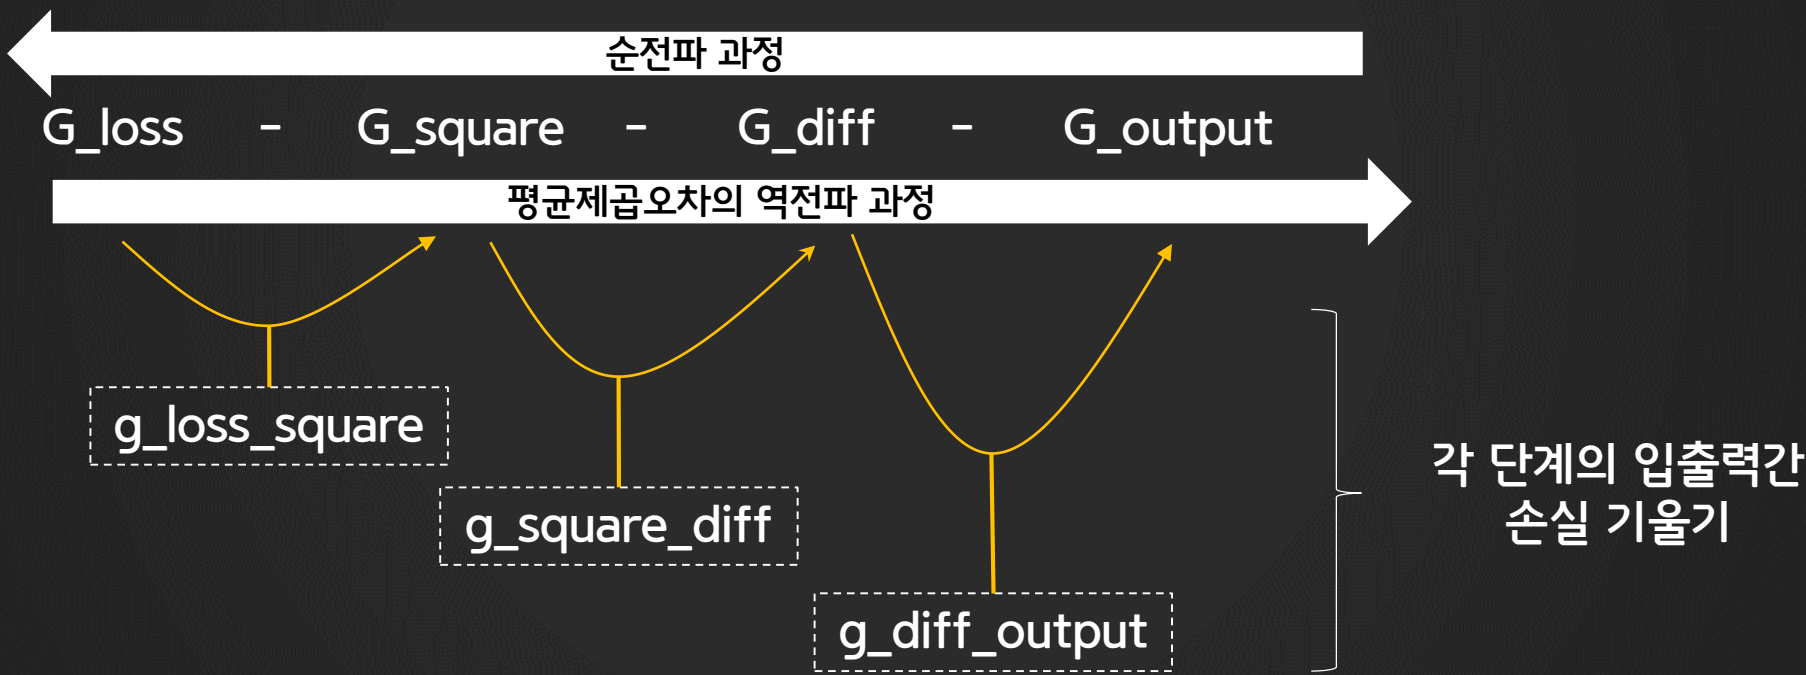 순전파 과정
G_loss - G_square - G_diff - G_output
평균제곱오차의 역전파 과정
g_loss_square
g_square_diff
g_diff_output
각 단계의 입출력간
손실 기울기